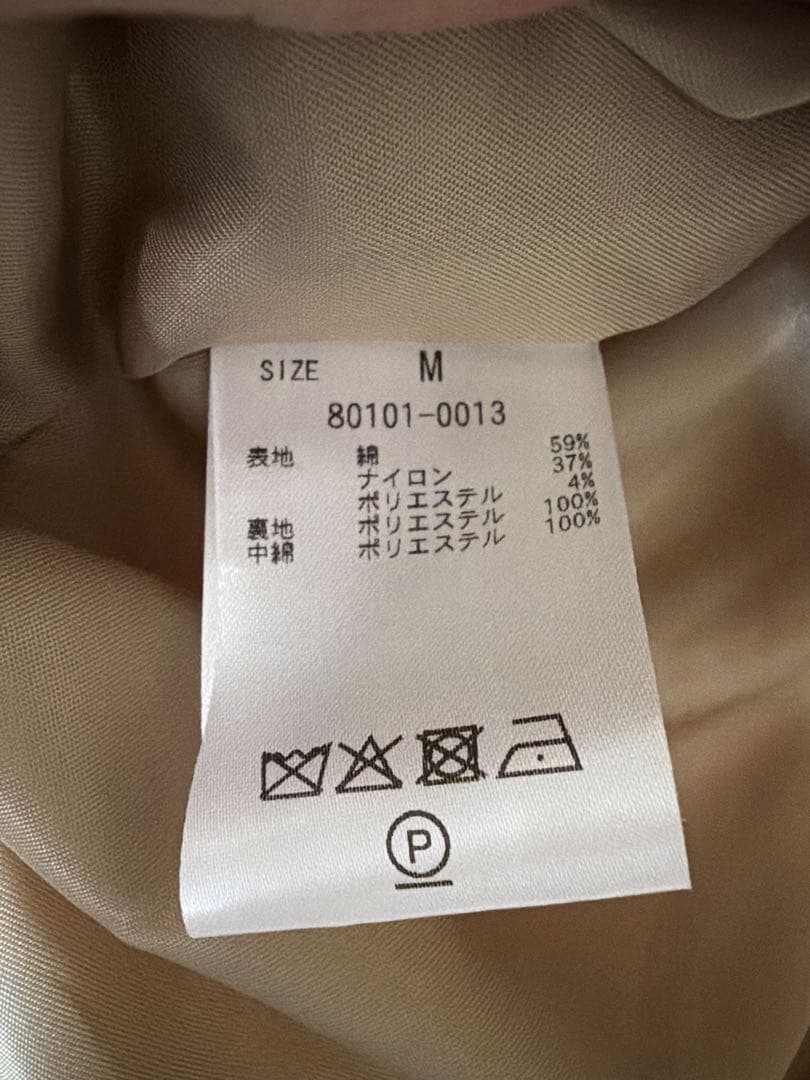 SIZE M
80101-0013
表地 綿 59%
ナイロン 37%
ポリエステル 4%
裏地 ポリエステル 100%
中綿 ポリエステル 100%
P